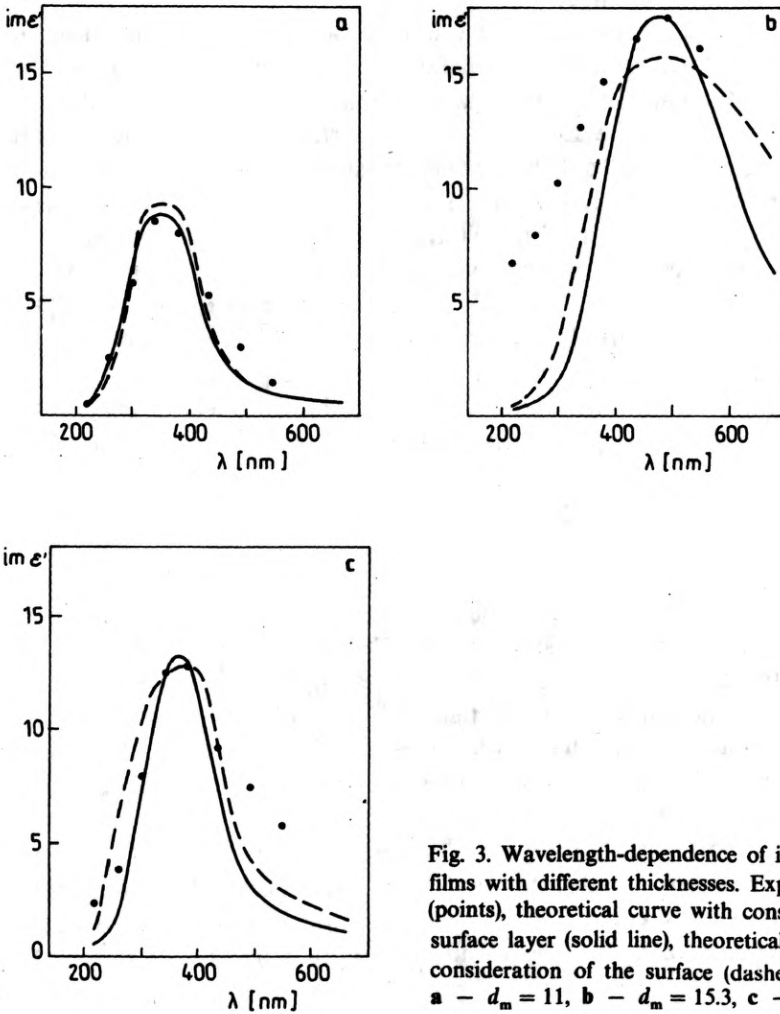 im ε'
a
15
10
5
200 400 600
λ [nm]
im ε'
b
15
10
5
200 400 600
λ [nm]
im ε'
c
15
10
5
0
200 400 600
λ [nm]
Fig. 3. Wavelength-dependence of i
films with different thicknesses. Exp
(points), theoretical curve with cons
surface layer (solid line), theoretical
consideration of the surface (dashe
a – d_m = 11, b – d_m = 15.3, c –